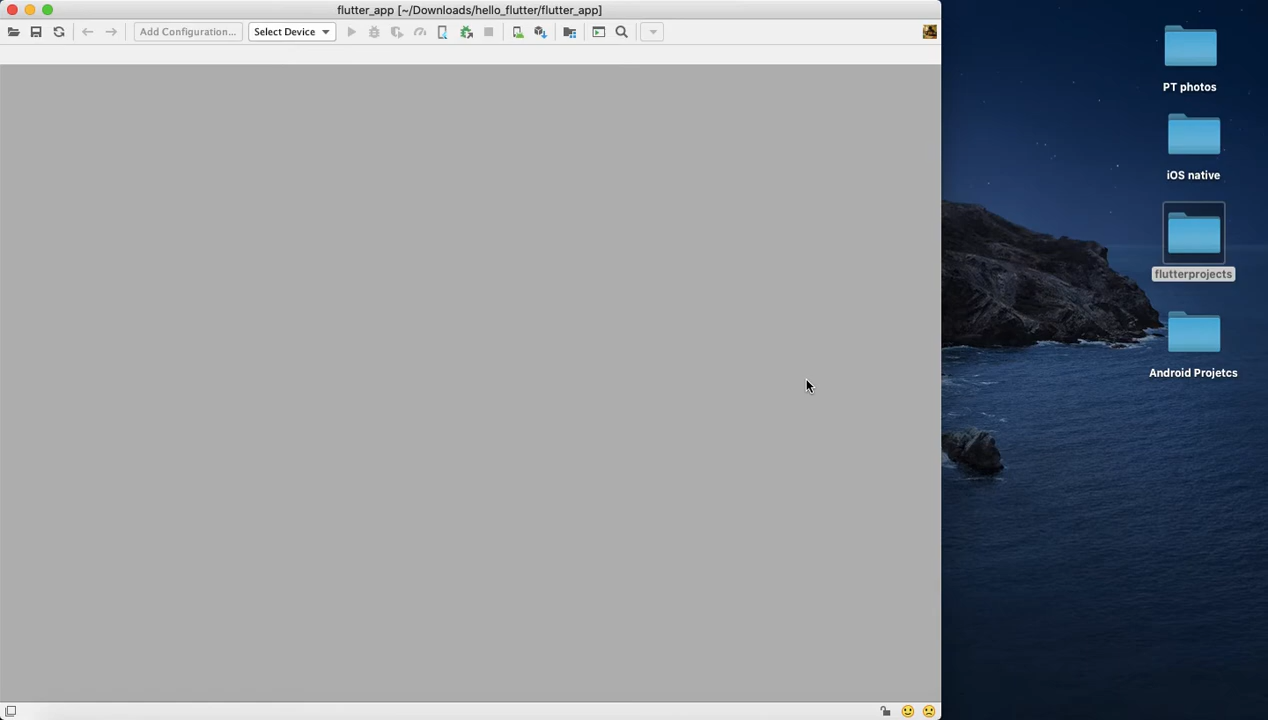 flutter_app [~/Downloads/hello_flutter/flutter_app]
Add Configuration...
Select Device
PT photos
iOS native
flutterprojects
Android Projetcs